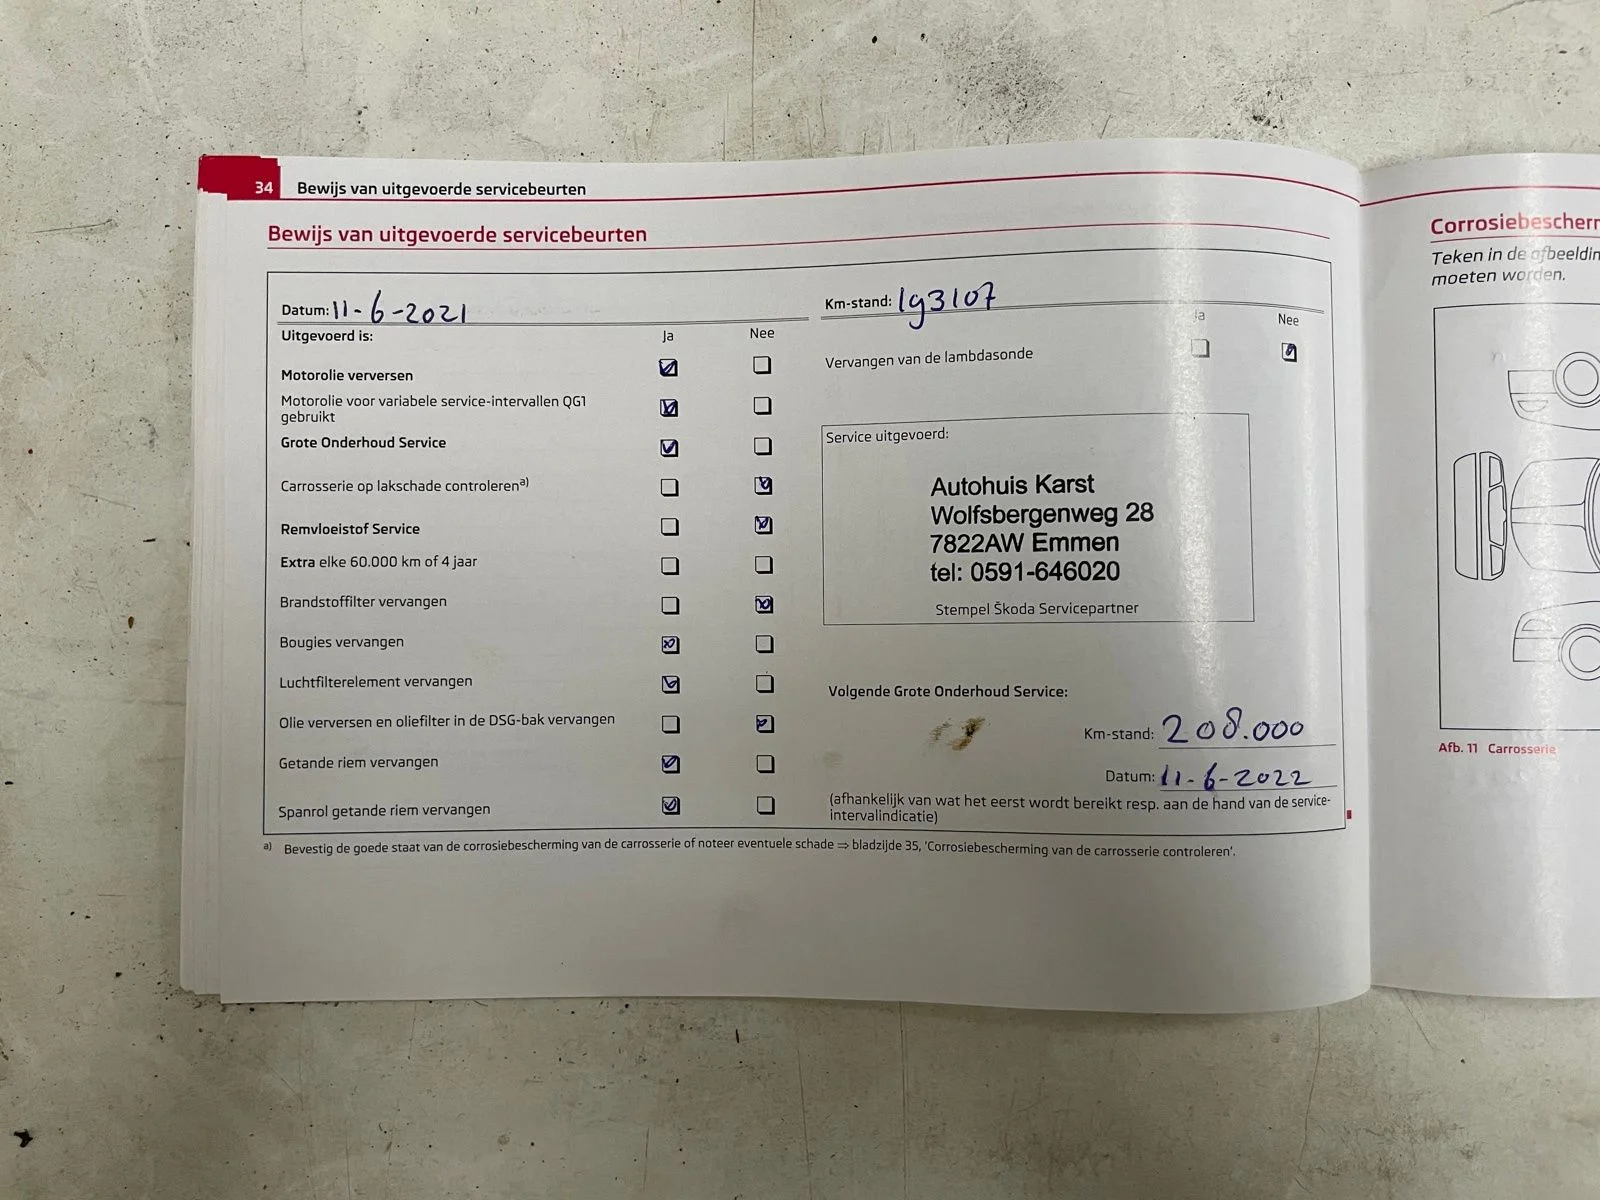 34 Bewijs van uitgevoerde servicebeurten
Bewijs van uitgevoerde servicebeurten
Datum: 11-6-2021
Uitgevoerd is:
Ja
Nee
Motorolie verversen
Motorolie voor variabele service-intervallen QG1
gebruikt
Grote Onderhoud Service
Carrosserie op lakschade controleren a)
Remvloeistof Service
Extra elke 60.000 km of 4 jaar
Brandstoffilter vervangen
Bougies vervangen
Luchtfilterelement vervangen
Olie verversen en oliefilter in de DSG-bak vervangen
Getande riem vervangen
Spanrol getande riem vervangen
Km-stand: 193107
Ja
Nee
Vervangen van de lambdasonde
Service uitgevoerd:
Autohuis Karst
Wolfsbergenweg 28
7822AW Emmen
tel: 0591-646020
Stempel Škoda Servicepartner
Volgende Grote Onderhoud Service:
Km-stand: 208.000
Datum: 11-6-2022
(afhankelijk van wat het eerst wordt bereikt resp. aan de hand van de service-
intervalindicatie)
a) Bevestig de goede staat van de corrosiebescherming van de carrosserie of noteer eventuele schade ⇒ bladzijde 35, 'Corrosiebescherming van de carrosserie controleren'.
Corrosiebescherr
Teken in de afbeeldin
moeten worden.
Afb. 11 Carrosserie